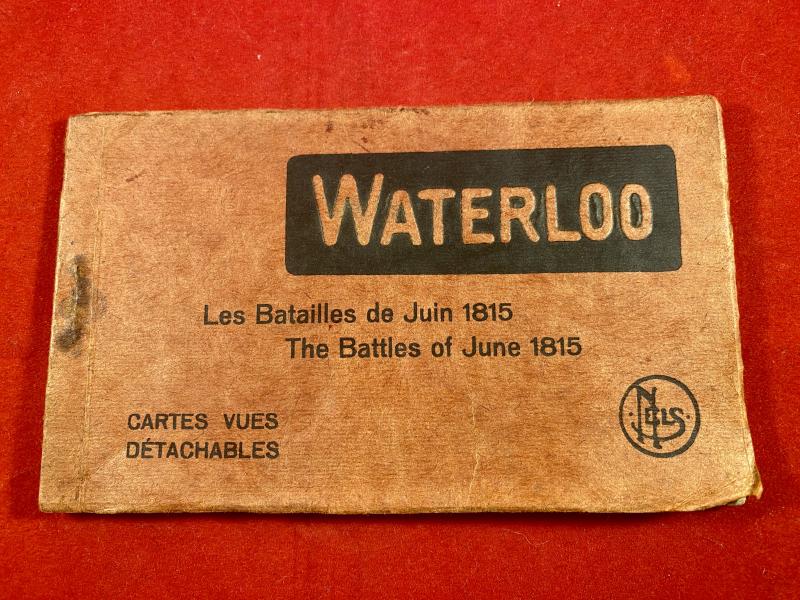 WATERLOO
Les Batailles de Juin 1815
The Battles of June 1815
CARTES VUES
DÉTACHABLES
NELS